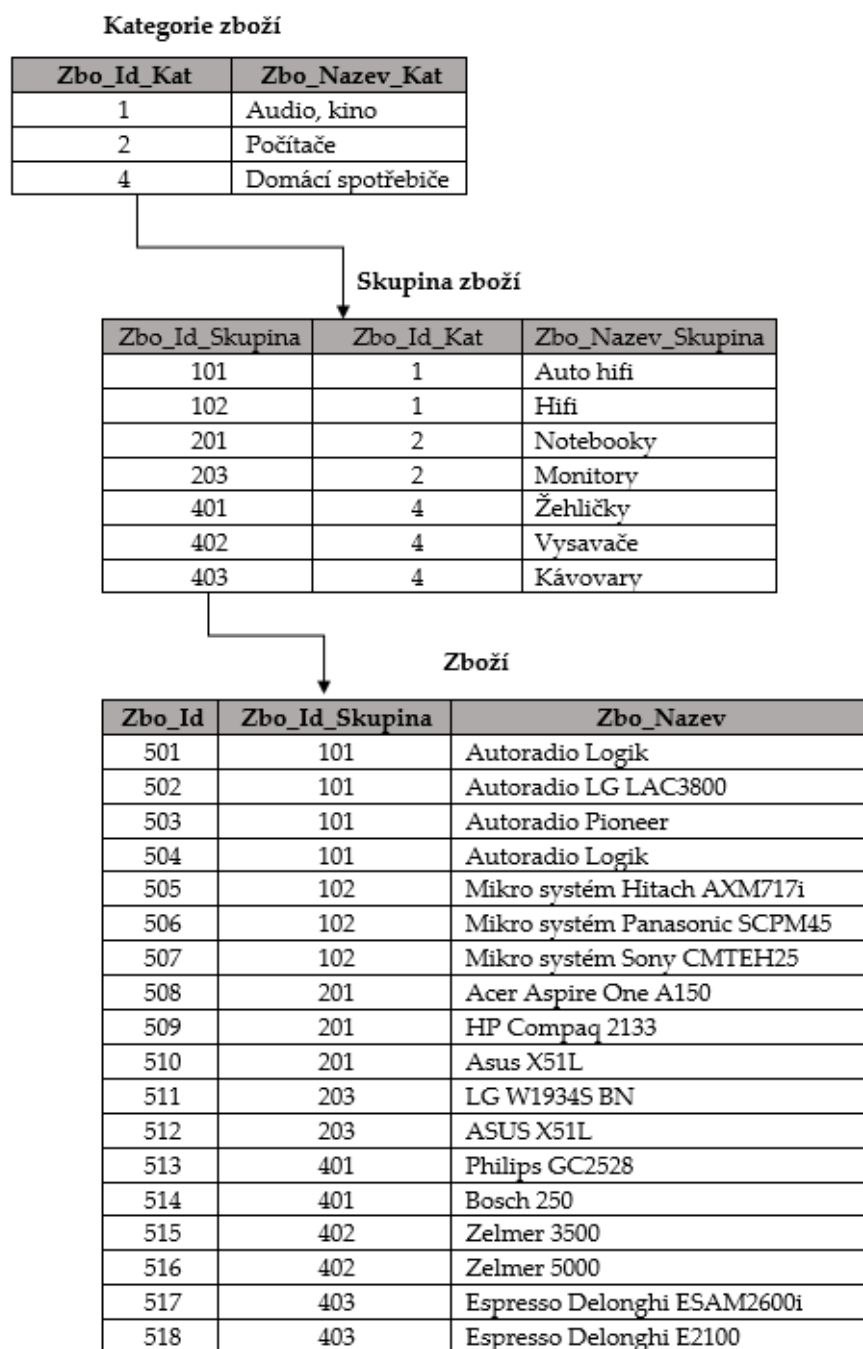 Kategorie zboží
Zbo_Id_Kat Zbo_Nazev_Kat
1 Audio, kino
2 Počítače
4 Domácí spotřebiče
Skupina zboží
Zbo_Id_Skupina Zbo_Id_Kat Zbo_Nazev_Skupina
101 1 Auto hifi
102 1 Hifi
201 2 Notebooky
203 2 Monitory
401 4 Žehličky
402 4 Vysavače
403 4 Kávovary
Zboží
Zbo_Id Zbo_Id_Skupina Zbo_Nazev
501 101 Autoradio Logik
502 101 Autoradio LG LAC3800
503 101 Autoradio Pioneer
504 101 Autoradio Logik
505 102 Mikro systém Hitach AXM717i
506 102 Mikro systém Panasonic SCPM45
507 102 Mikro systém Sony CMTEH25
508 201 Acer Aspire One A150
509 201 HP Compaq 2133
510 201 Asus X51L
511 203 LG W1934S BN
512 203 ASUS X51L
513 401 Philips GC2528
514 401 Bosch 250
515 402 Zelmer 3500
516 402 Zelmer 5000
517 403 Espresso Delonghi ESAM2600i
518 403 Espresso Delonghi E2100